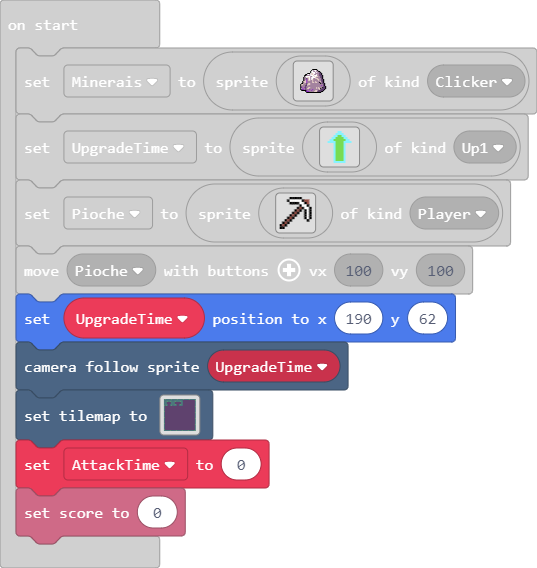 on start
set Minerais to sprite of kind Clicker
set UpgradeTime to sprite of kind Up1
set Pioche to sprite of kind Player
move Pioche with buttons vx 100 vy 100
set UpgradeTime position to x 190 y 62
camera follow sprite UpgradeTime
set tilemap to
set AttackTime to 0
set score to 0